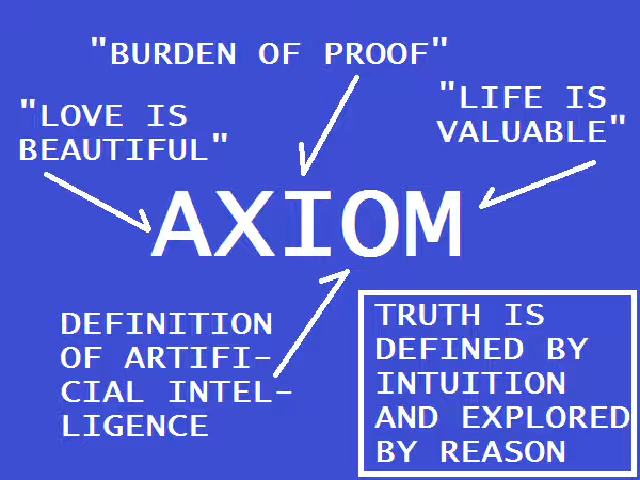 "BURDEN OF PROOF"
"LOVE IS
BEAUTIFUL"
"LIFE IS
VALUABLE"
AXIOM
DEFINITION
OF ARTIFI-
CIAL INTEL-
LIGENCE
TRUTH IS
DEFINED BY
INTUITION
AND EXPLORED
BY REASON